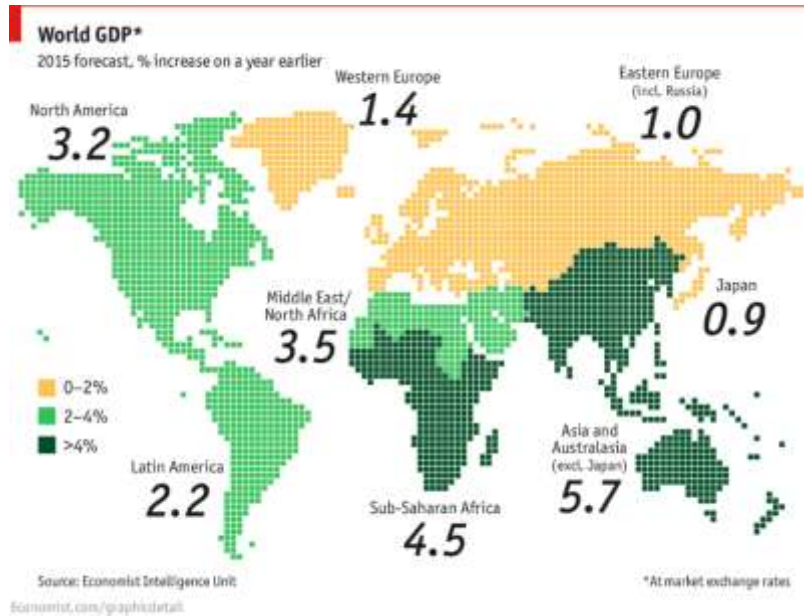 World GDP*
2015 forecast, % increase on a year earlier
North America
3.2
Western Europe
1.4
Eastern Europe
(incl. Russia)
1.0
Middle East/
North Africa
3.5
Japan
0.9
0–2%
2–4%
>4%
Latin America
2.2
Sub-Saharan Africa
4.5
Asia and
Australasia
(excl. Japan)
5.7
Source: Economist Intelligence Unit
*At market exchange rates
Economist.com/graphicdetail